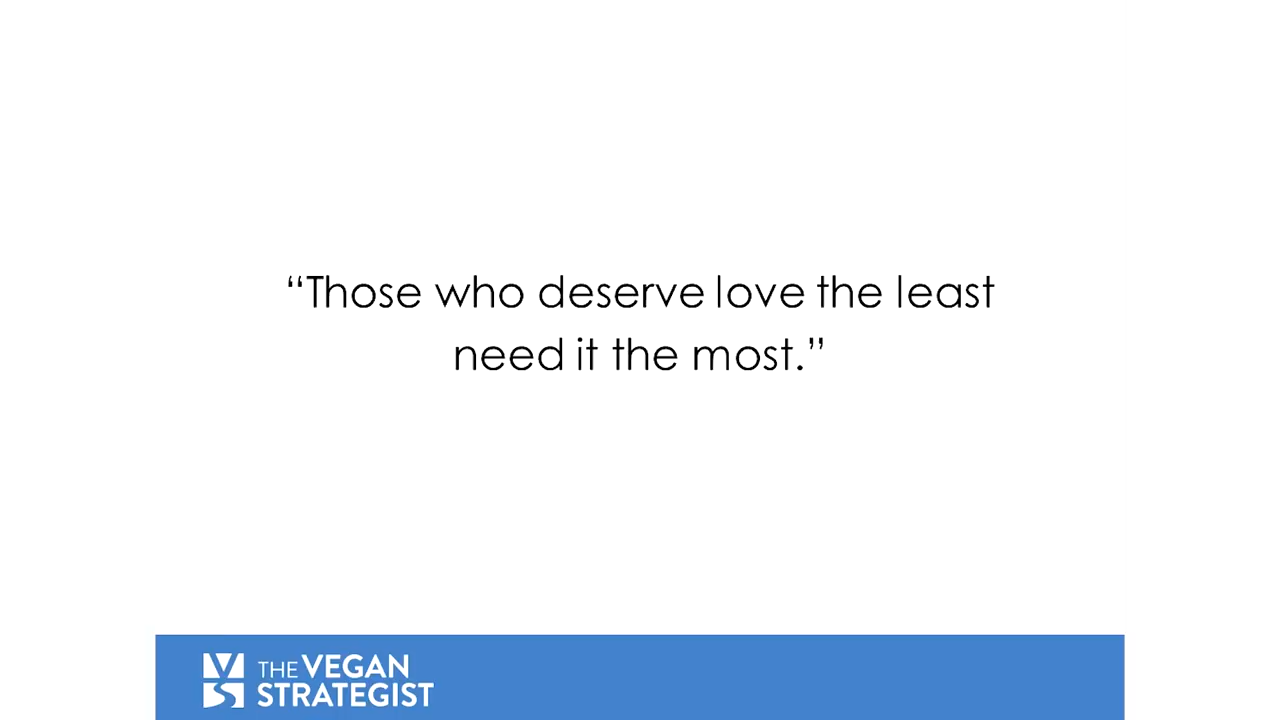 “Those who deserve love the least
need it the most.”
THE VEGAN
STRATEGIST